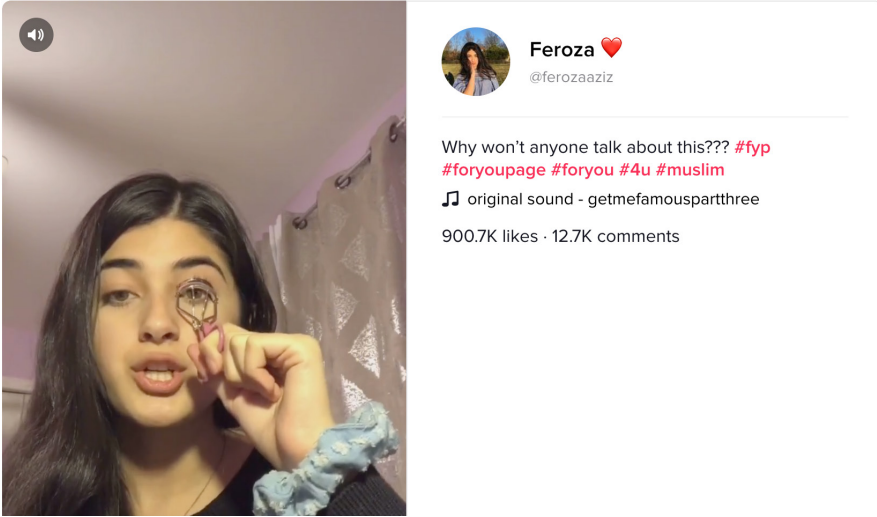 Feroza ❤️
@ferozaaziz
Why won’t anyone talk about this??? #fyp
#foryoupage #foryou #4u #muslim
original sound - getmefamouspartthree
900.7K likes · 12.7K comments